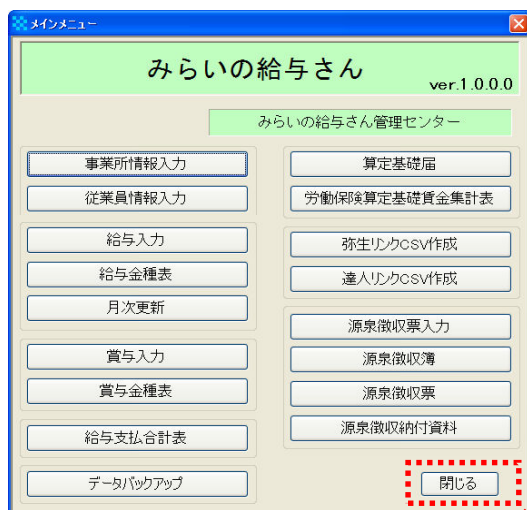 メインメニュー
みらいの給与さん
ver.1.0.0.0
みらいの給与さん管理センター
事業所情報入力
従業員情報入力
給与入力
給与金種表
月次更新
賞与入力
賞与金種表
給与支払合計表
データバックアップ
算定基礎届
労働保険算定基礎賃金集計表
弥生リンクCSV作成
達人リンクCSV作成
源泉徴収票入力
源泉徴収簿
源泉徴収票
源泉徴収納付資料
閉じる